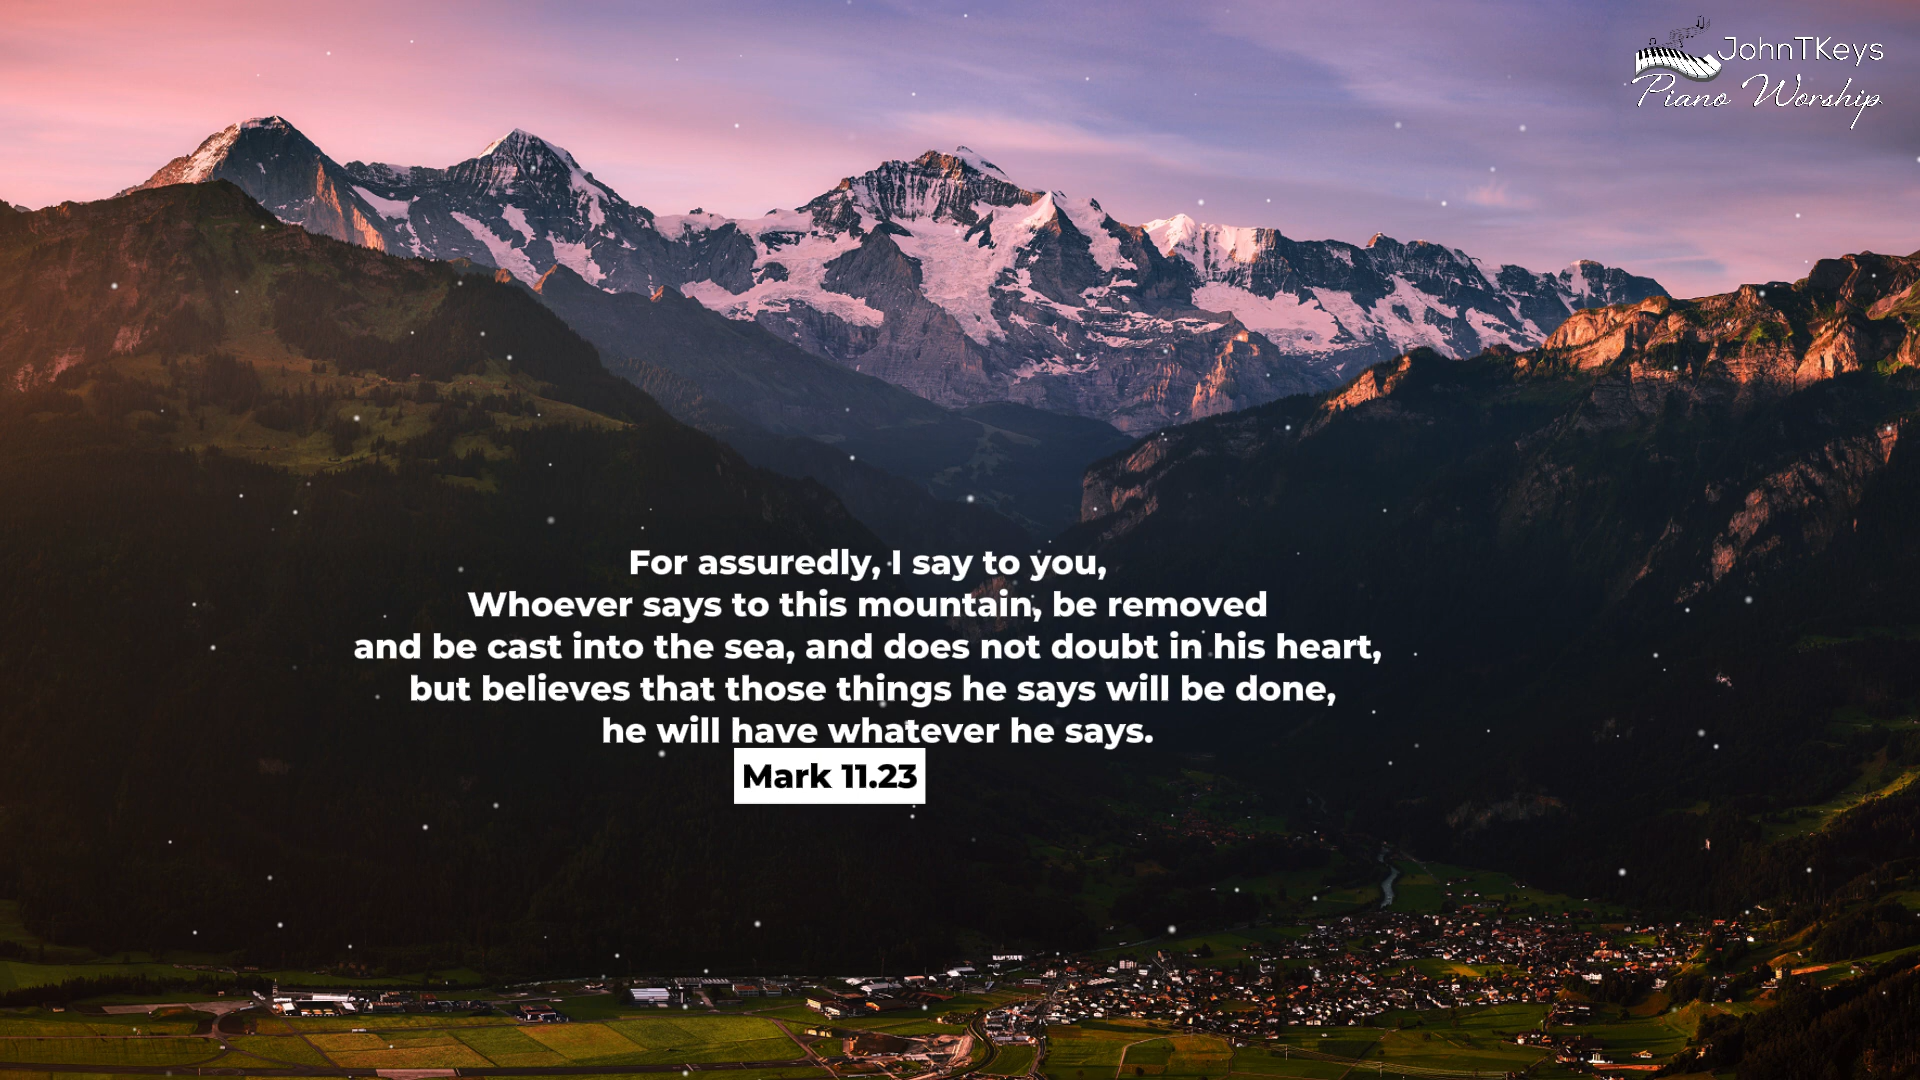 JohnTKeys
Piano Worship
For assuredly, I say to you,
Whoever says to this mountain, be removed
and be cast into the sea, and does not doubt in his heart,
but believes that those things he says will be done,
he will have whatever he says.
Mark 11.23